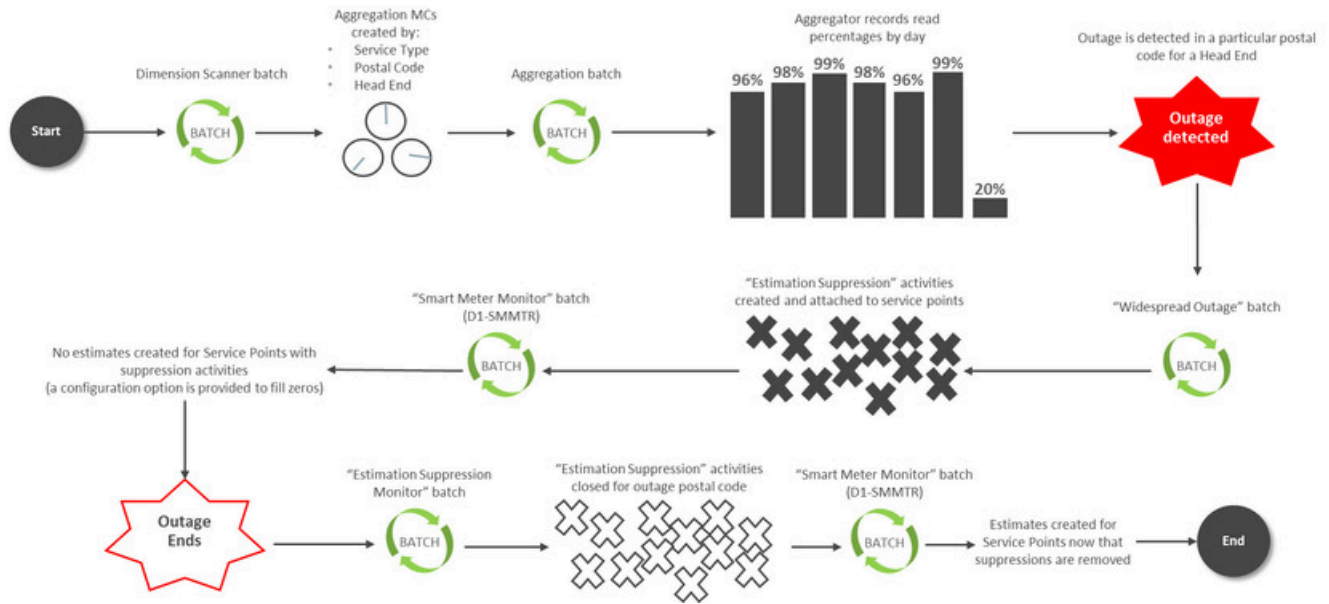 Start
Dimension Scanner batch
BATCH
Aggregation MCs
created by:
• Service Type
• Postal Code
• Head End
Aggregation batch
BATCH
Aggregator records read
percentages by day
96%
98%
99%
98%
96%
99%
20%
Outage is detected in a particular postal
code for a Head End
Outage
detected
"Widespread Outage" batch
BATCH
"Estimation Suppression" activities
created and attached to service points
"Smart Meter Monitor" batch
(D1-SMMTR)
BATCH
No estimates created for Service Points with
suppression activities
(a configuration option is provided to fill zeros)
Outage
Ends
"Estimation Suppression
Monitor" batch
BATCH
"Estimation Suppression" activities
closed for outage postal code
"Smart Meter Monitor" batch
(D1-SMMTR)
BATCH
Estimates created for
Service Points now that
suppressions are removed
End